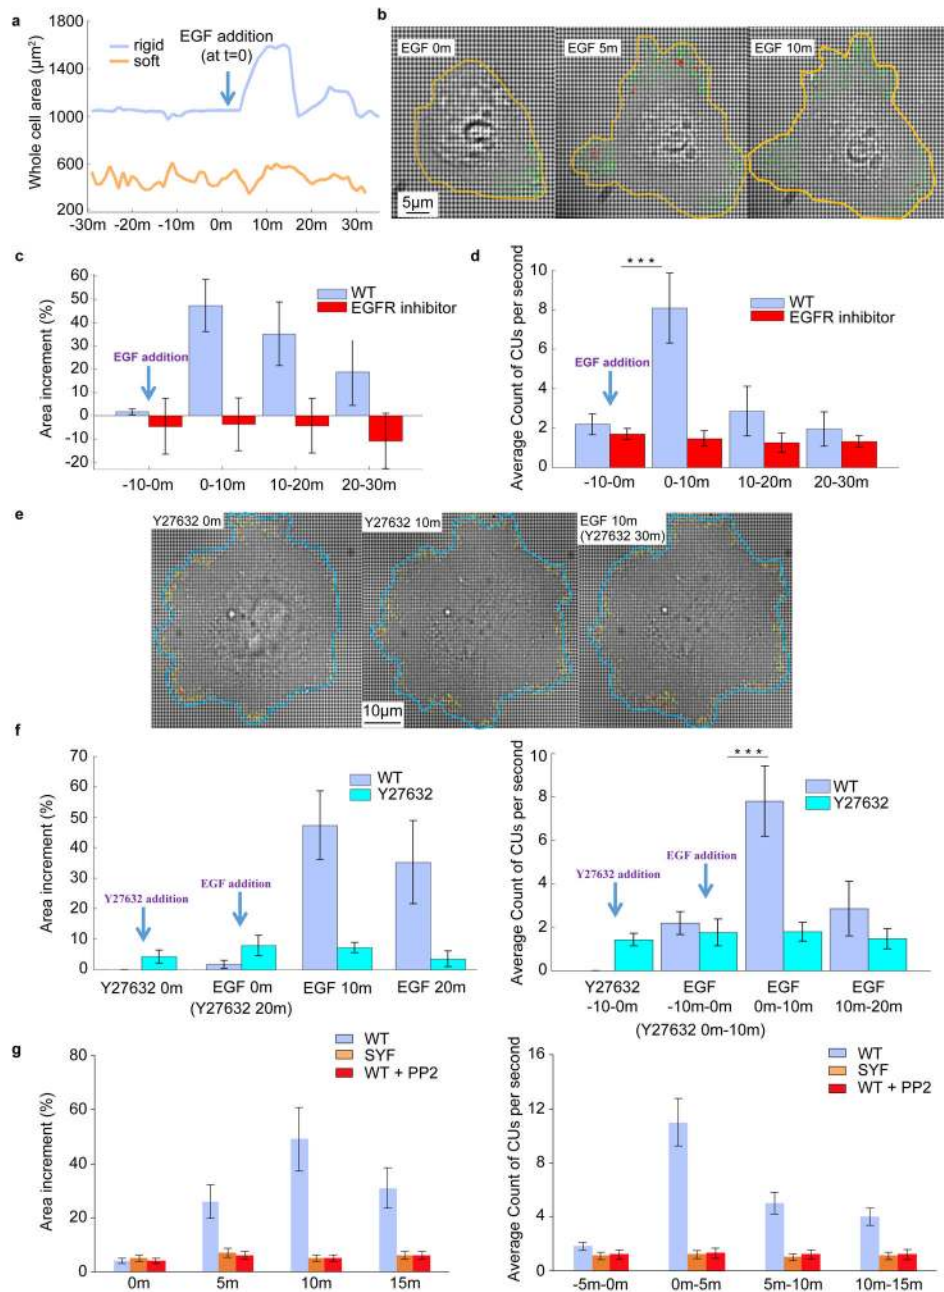 a
Whole cell area (μm²)
1800
1400
1000
600
200
rigid
soft
EGF addition
(at t=0)
-30m -20m -10m 0m 10m 20m 30m
b
EGF 0m
EGF 5m
EGF 10m
5μm
c
Area increment (%)
60
50
40
30
20
10
0
-10
-20
WT
EGFR inhibitor
EGF addition
-10-0m 0-10m 10-20m 20-30m
d
Average Count of CUs per second
10
8
6
4
2
0
***
WT
EGFR inhibitor
EGF addition
-10-0m 0-10m 10-20m 20-30m
e
Y27632 0m
Y27632 10m
EGF 10m
(Y27632 30m)
10μm
f
Area increment (%)
70
60
50
40
30
20
10
0
WT
Y27632
Y27632 addition
EGF addition
Y27632 0m EGF 0m EGF 10m EGF 20m
(Y27632 20m)
Average Count of CUs per second
10
8
6
4
2
0
***
WT
Y27632
Y27632 addition
EGF addition
Y27632 EGF EGF EGF
-10-0m -10m-0m 0m-10m 10m-20m
(Y27632 0m-10m)
g
Area increment (%)
80
60
40
20
0
WT
SYF
WT + PP2
0m 5m 10m 15m
Average Count of CUs per second
16
12
8
4
0
WT
SYF
WT + PP2
-5m-0m 0m-5m 5m-10m 10m-15m